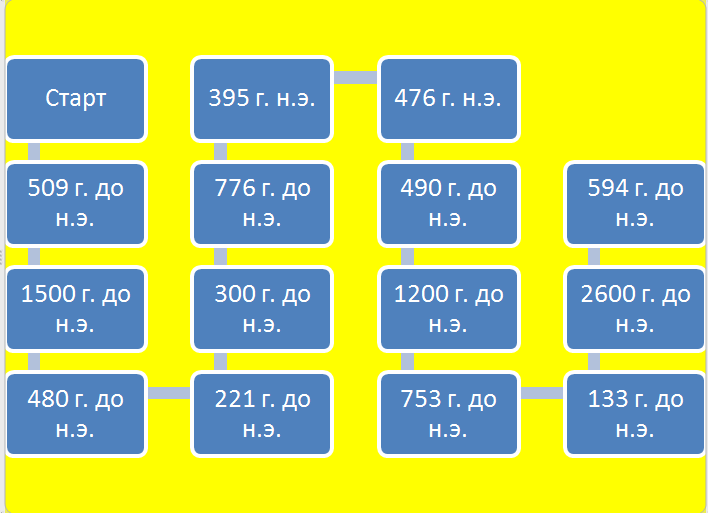 Старт
509 г. до
н.э.
1500 г. до
н.э.
480 г. до
н.э.
221 г. до
н.э.
300 г. до
н.э.
776 г. до
н.э.
395 г. н.э.
476 г. н.э.
490 г. до
н.э.
1200 г. до
н.э.
753 г. до
н.э.
133 г. до
н.э.
2600 г. до
н.э.
594 г. до
н.э.